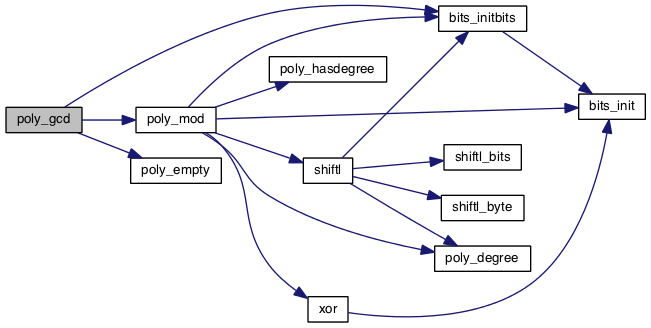 bits_initbits
poly_hasdegree
bits_init
poly_gcd
poly_mod
poly_empty
shiftl
shiftl_bits
shiftl_byte
poly_degree
xor